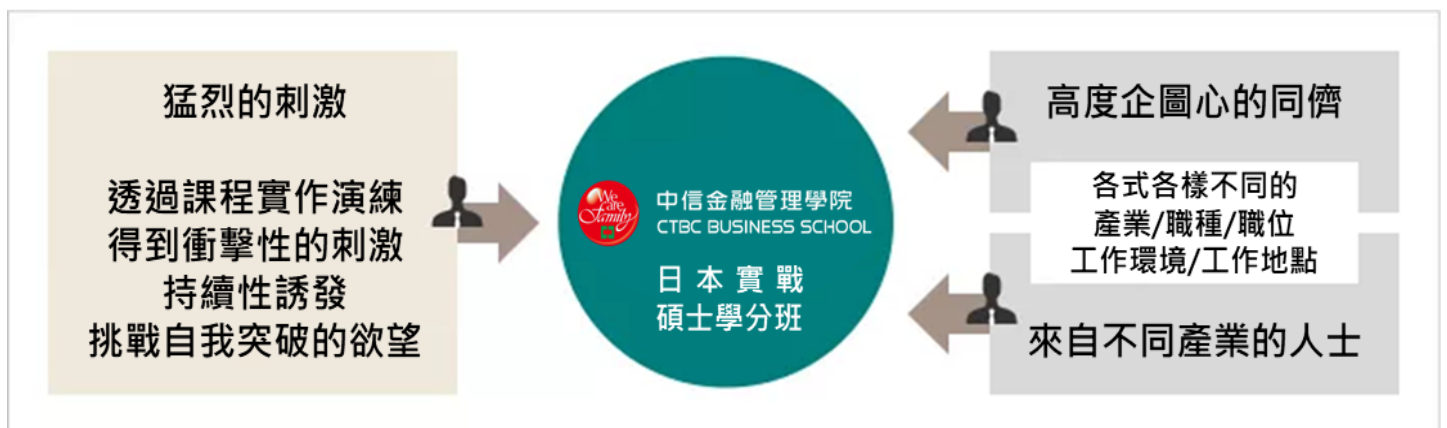 猛烈的刺激
透過課程實作演練
得到衝擊性的刺激
持續性誘發
挑戰自我突破的欲望
We
are
Family
中信金融管理學院
CTBC BUSINESS SCHOOL
日本實戰
碩士學分班
高度企圖心的同儕
各式各樣不同的
產業/職種/職位
工作環境/工作地點
來自不同產業的人士